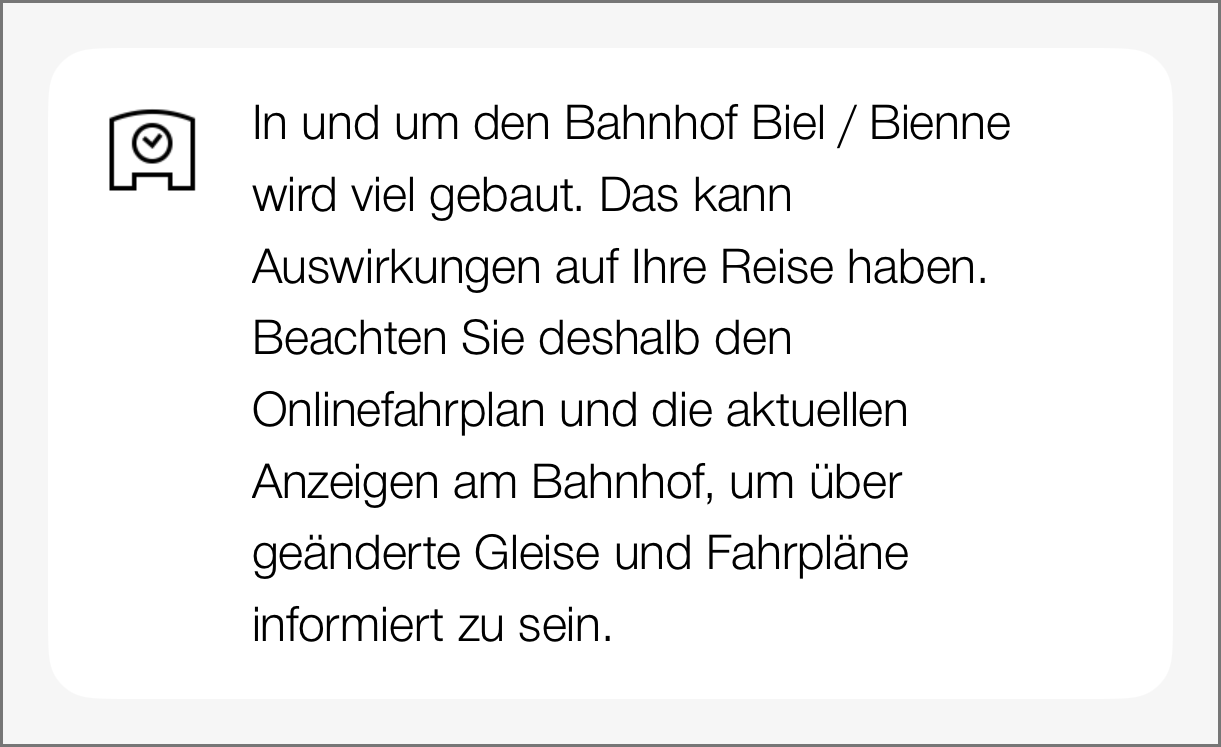 In und um den Bahnhof Biel / Bienne
wird viel gebaut. Das kann
Auswirkungen auf Ihre Reise haben.
Beachten Sie deshalb den
Onlinefahrplan und die aktuellen
Anzeigen am Bahnhof, um über
geänderte Gleise und Fahrpläne
informiert zu sein.